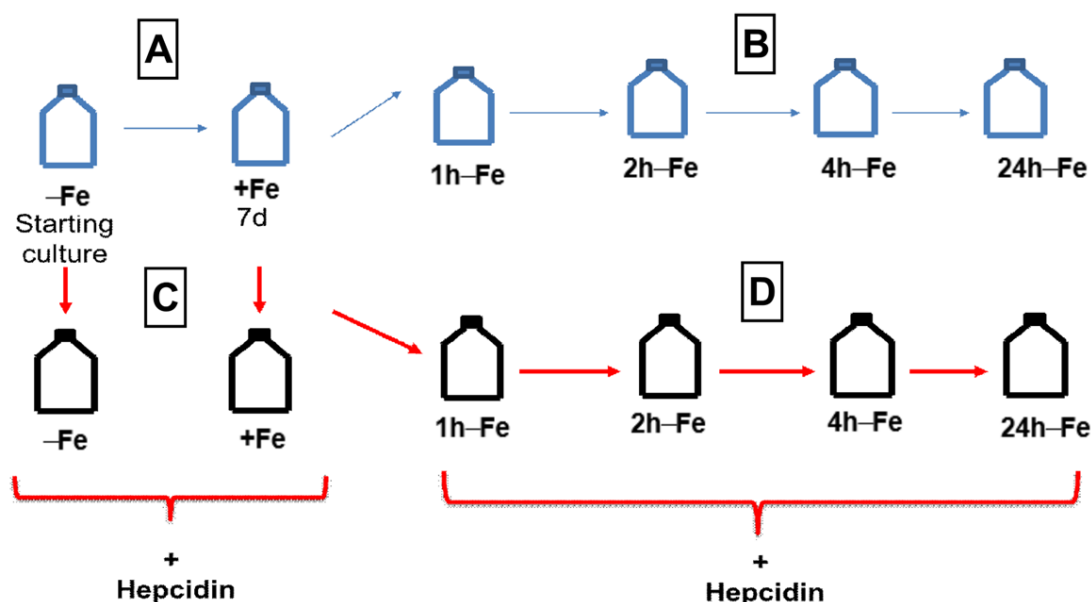 A
B
–Fe
Starting
culture
+Fe
7d
1h–Fe
2h–Fe
4h–Fe
24h–Fe
C
D
–Fe
+Fe
1h–Fe
2h–Fe
4h–Fe
24h–Fe
+
Hepcidin
+
Hepcidin